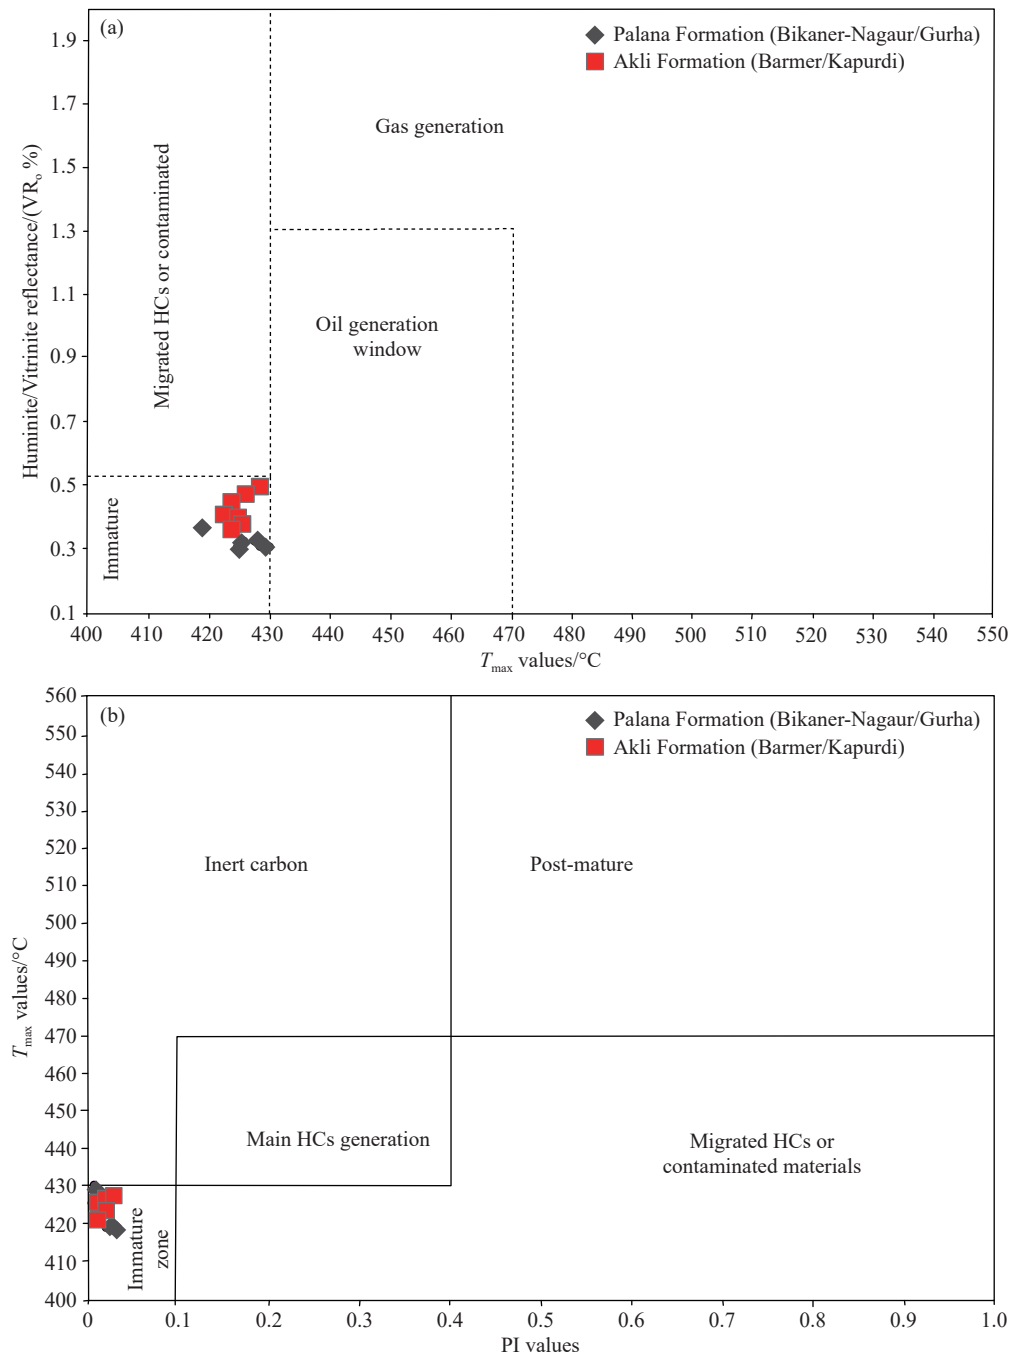 (a)
Palana Formation (Bikaner-Nagaur/Gurha)
Akli Formation (Barmer/Kapurdi)
Huminite/Vitrinite reflectance/(VRo %)
1.9
1.7
1.5
1.3
1.1
0.9
0.7
0.5
0.3
0.1
Migrated HCs or contaminated
Gas generation
Oil generation
window
Immature
400 410 420 430 440 450 460 470 480 490 500 510 520 530 540 550
Tmax values/°C
(b)
Palana Formation (Bikaner-Nagaur/Gurha)
Akli Formation (Barmer/Kapurdi)
Tmax values/°C
560
550
540
530
520
510
500
490
480
470
460
450
440
430
420
410
400
Inert carbon
Post-mature
Main HCs generation
Migrated HCs or
contaminated materials
Immature
zone
0 0.1 0.2 0.3 0.4 0.5 0.6 0.7 0.8 0.9 1.0
PI values